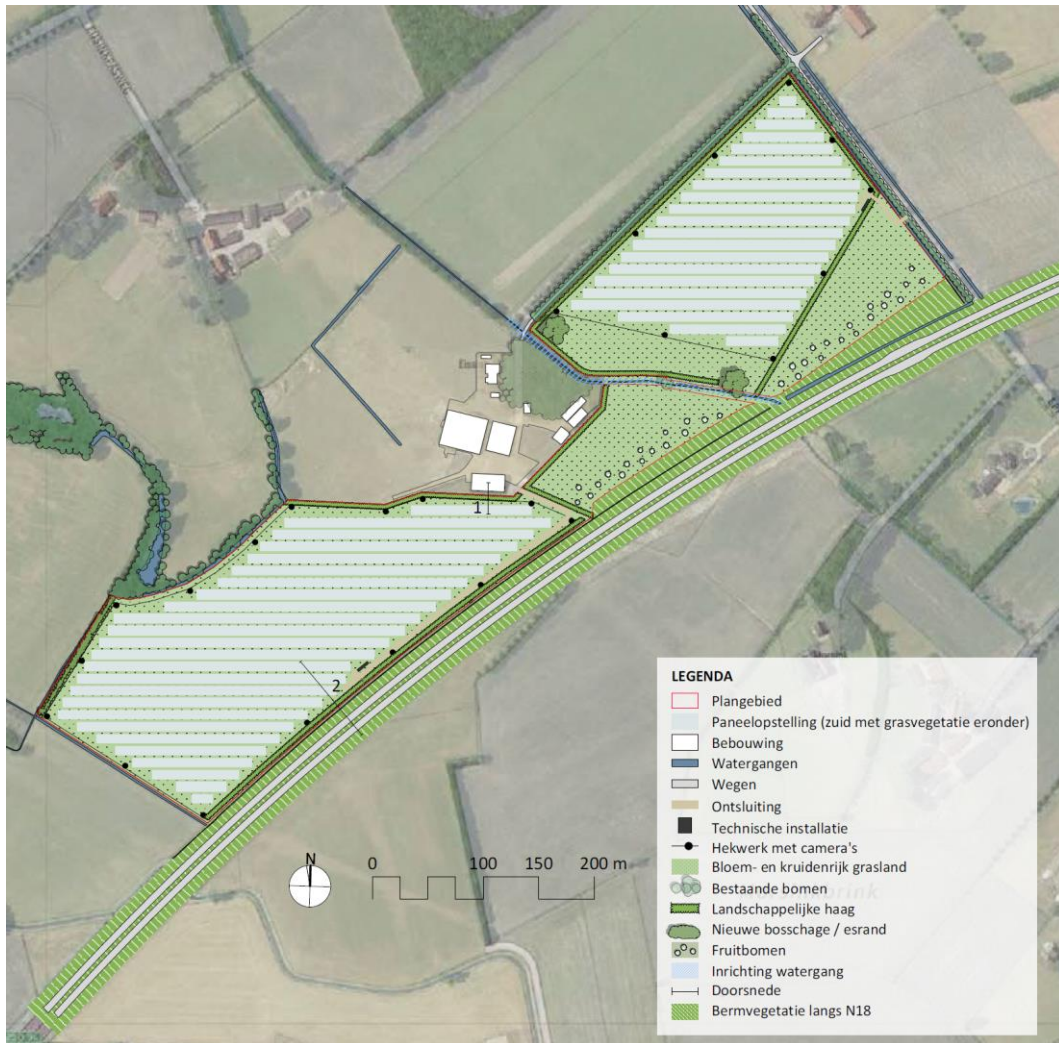 1
2
N
0 100 150 200 m
LEGENDA
Plangebied
Paneelopstelling (zuid met grasvegetatie eronder)
Bebouwing
Watergangen
Wegen
Ontsluiting
Technische installatie
Hekwerk met camera's
Bloem- en kruidenrijk grasland
Bestaande bomen
Landschappelijke haag
Nieuwe bosschage / esrand
Fruitbomen
Inrichting watergang
Doorsnede
Bermvegetatie langs N18